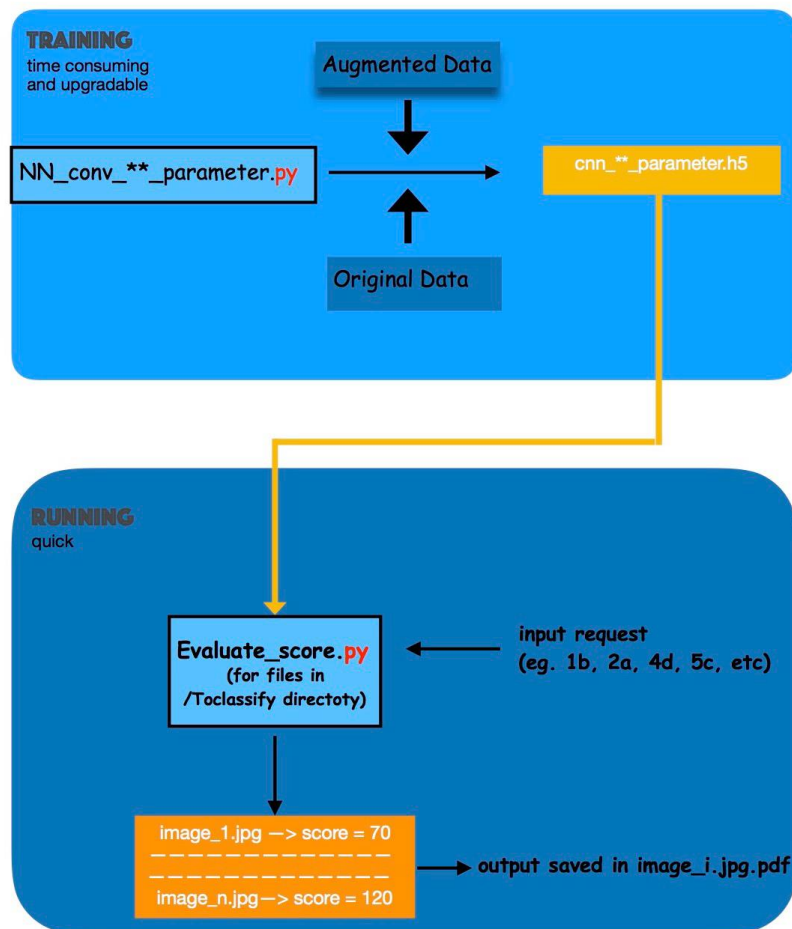 TRAINING
time consuming
and upgradable
Augmented Data
NN_conv_**_parameter.py
cnn_**_parameter.h5
Original Data
RUNNING
quick
Evaluate_score.py
(for files in
/Toclassify directoty)
input request
(eg. 1b, 2a, 4d, 5c, etc)
image_1.jpg —> score = 70
image_n.jpg—> score = 120
output saved in image_i.jpg.pdf